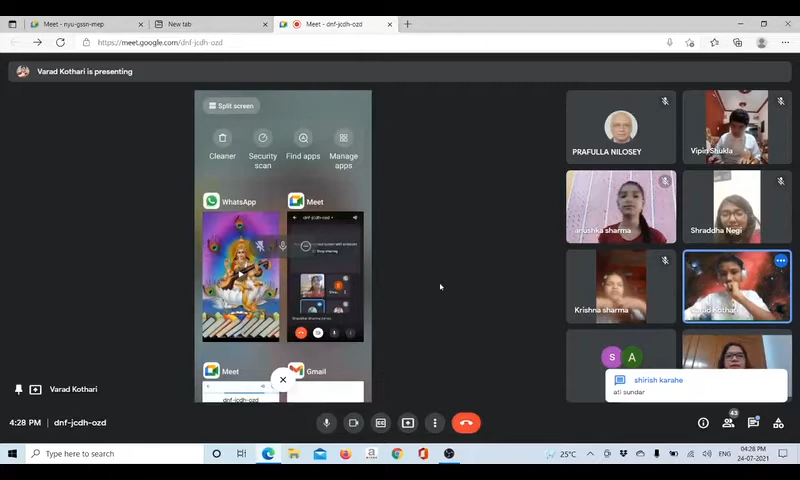 Meet - nyu-gssn-mep
New tab
Meet - dnf-jcdh-ozd
https://meet.google.com/dnf-jcdh-ozd
Varad Kothari is presenting
Split screen
Cleaner
Security scan
Find apps
Manage apps
WhatsApp
Meet
dnf-jcdh-ozd
Meet
Gmail
dnf-jcdh-ozd
PRAFULLA NILOSEY
Vipin Shukla
anushka sharma
Shraddha Negi
Krishna sharma
Varad Kothari
S
A
shirish karahe
ati sundar
Varad Kothari
4:28 PM
dnf-jcdh-ozd
43
Type here to search
25°C
ENG
04:28 PM
24-07-2021